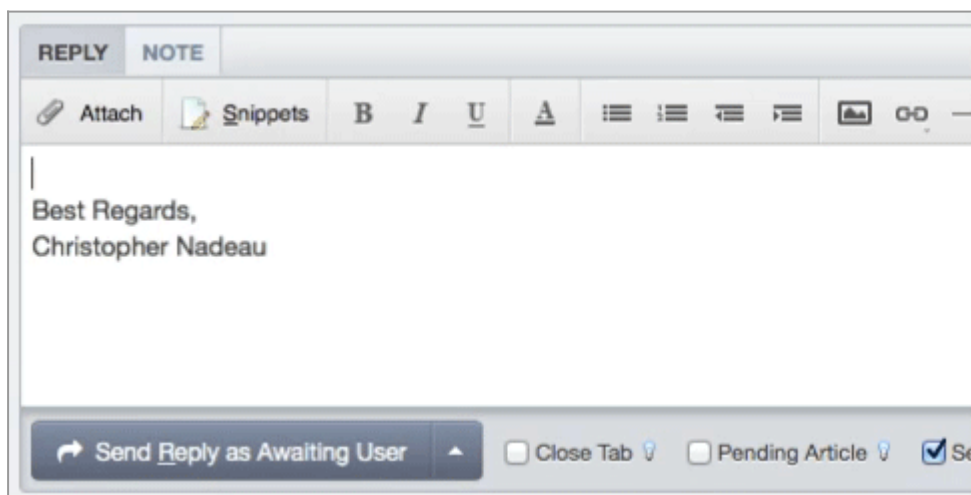 REPLY NOTE
Attach Snippets B I U A
Best Regards,
Christopher Nadeau
Send Reply as Awaiting User Close Tab Pending Article